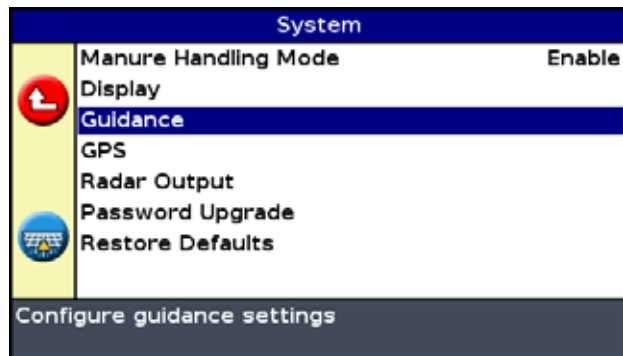 System
Manure Handling Mode Enable
Display
Guidance
GPS
Radar Output
Password Upgrade
Restore Defaults
Configure guidance settings